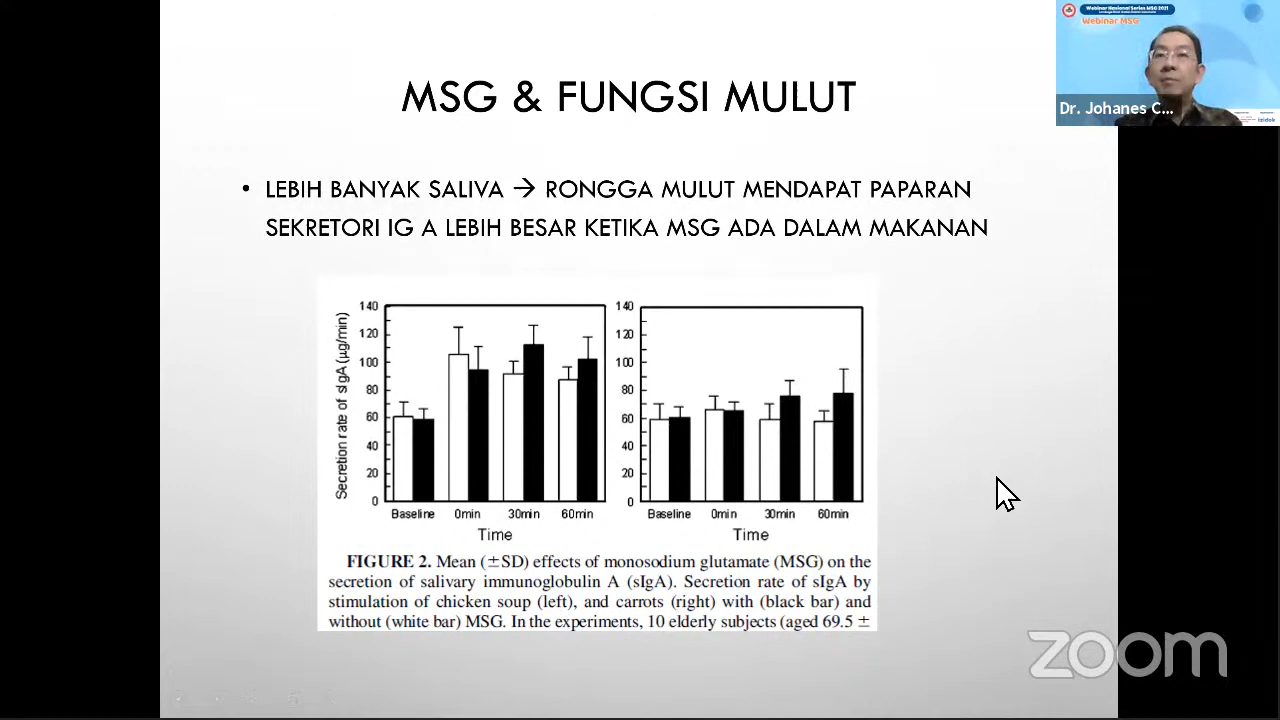 Webinar Nasional Series MSG 2021
Webinar MSG
Dr. Johanes C...
MSG & FUNGSI MULUT
• LEBIH BANYAK SALIVA → RONGGA MULUT MENDAPAT PAPARAN
SEKRETORI IG A LEBIH BESAR KETIKA MSG ADA DALAM MAKANAN
Secretion rate of sIgA (µg/min)
140
120
100
80
60
40
20
0
Baseline 0min 30min 60min
Time
140
120
100
80
60
40
20
0
Baseline 0min 30min 60min
Time
FIGURE 2. Mean (±SD) effects of monosodium glutamate (MSG) on the
secretion of salivary immunoglobulin A (sIgA). Secretion rate of sIgA by
stimulation of chicken soup (left), and carrots (right) with (black bar) and
without (white bar) MSG. In the experiments, 10 elderly subjects (aged 69.5 ±
zoom